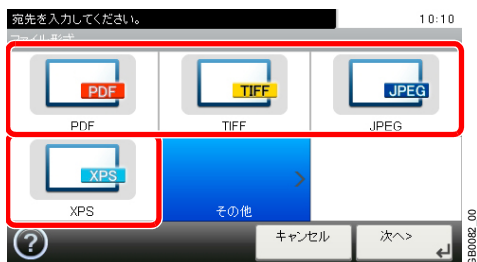 宛先を入力してください。 10:10
ファイル形式
PDF TIFF JPEG
PDF TIFF JPEG
XPS
XPS その他
? キャンセル 次へ>
GB0082_00